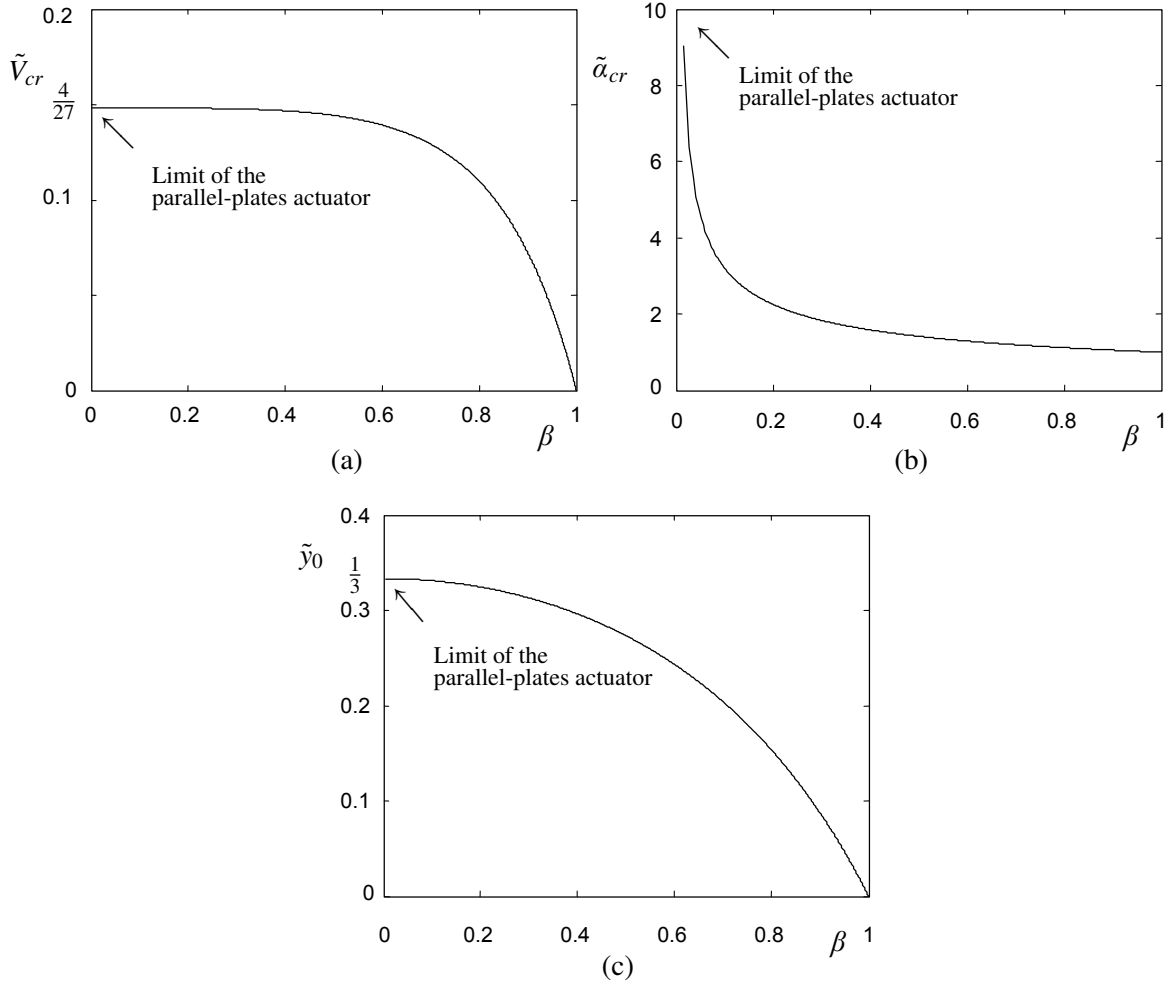 0.2
Ṽcr
4/27
Limit of the
parallel-plates actuator
0.1
0
0 0.2 0.4 0.6 0.8 1
β
(a)
10
α̃cr
Limit of the
parallel-plates actuator
8
6
4
2
0
0 0.2 0.4 0.6 0.8 1
β
(b)
0.4
ỹ0
1/3
0.3
Limit of the
parallel-plates actuator
0.2
0.1
0
0 0.2 0.4 0.6 0.8 1
β
(c)